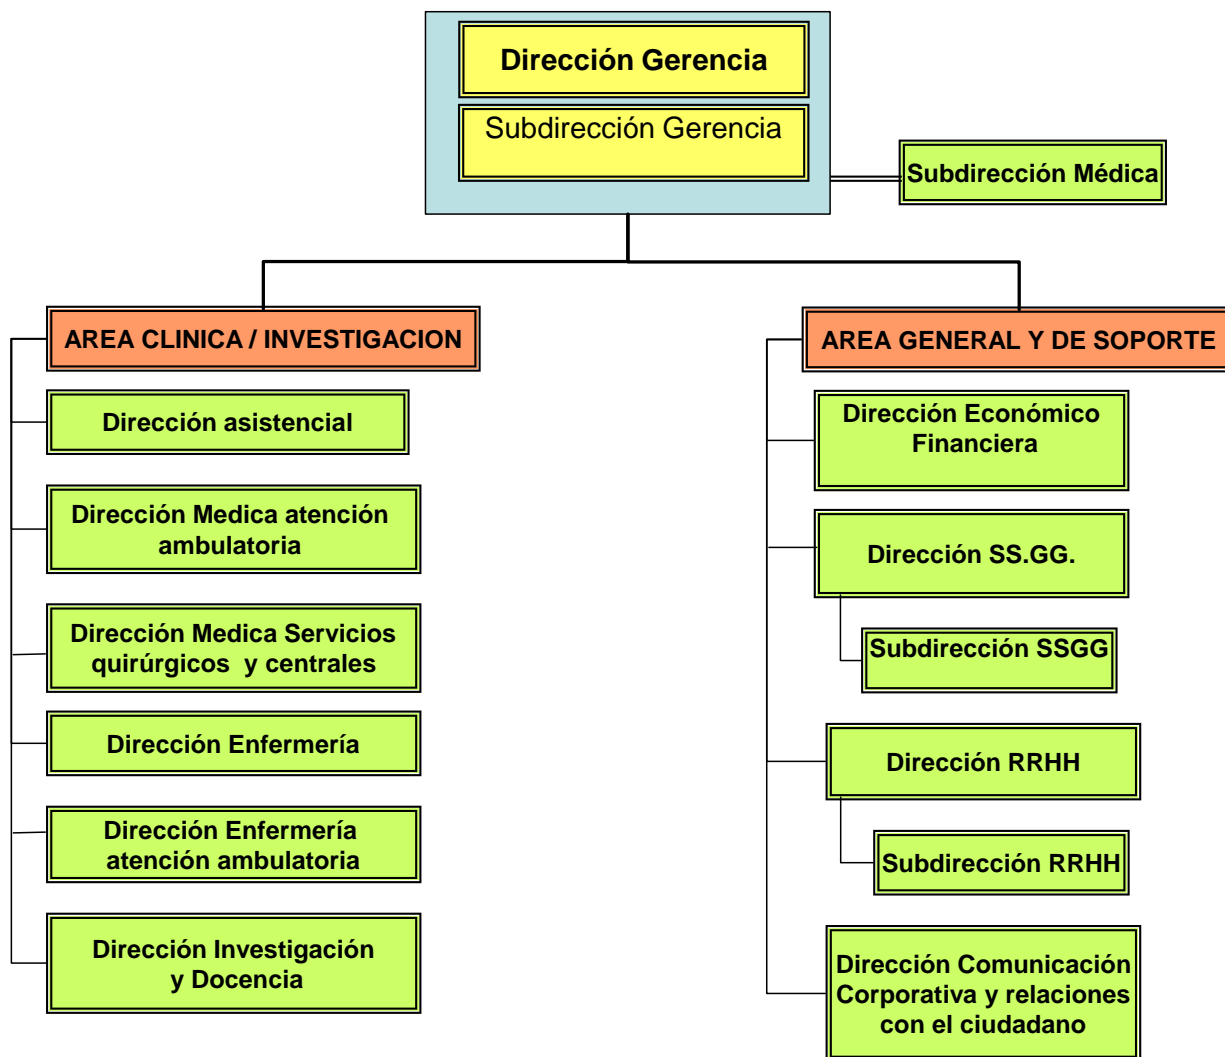 Dirección Gerencia
Subdirección Gerencia
Subdirección Médica
AREA CLINICA / INVESTIGACION
Dirección asistencial
Dirección Medica atención
ambulatoria
Dirección Medica Servicios
quirúrgicos y centrales
Dirección Enfermería
Dirección Enfermería
atención ambulatoria
Dirección Investigación
y Docencia
AREA GENERAL Y DE SOPORTE
Dirección Económico
Financiera
Dirección SS.GG.
Subdirección SSGG
Dirección RRHH
Subdirección RRHH
Dirección Comunicación
Corporativa y relaciones
con el ciudadano